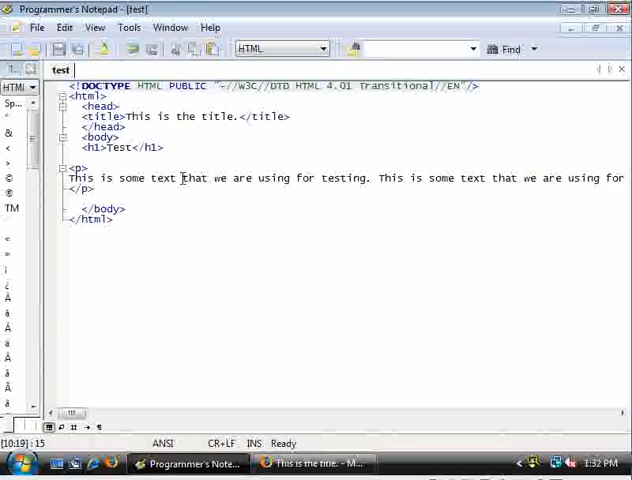 Programmer's Notepad - [test[
File Edit View Tools Window Help
HTML Find
HTMl test
<!DOCTYPE HTML PUBLIC "-//W3C//DTD HTML 4.01 Transitional//EN"/>
<html>
<head>
<title>This is the title.</title>
</head>
<body>
<h1>Test</h1>
<p>
This is some text that we are using for testing. This is some text that we are using for
</p>
</body>
</html>
Sp...
"
&
<
>
©
®
TM
«
»
¡
¿
À
à
Á
á
Â
[10:19] : 15 ANSI CR+LF INS Ready
Programmer's Note... This is the title. - M... 1:32 PM